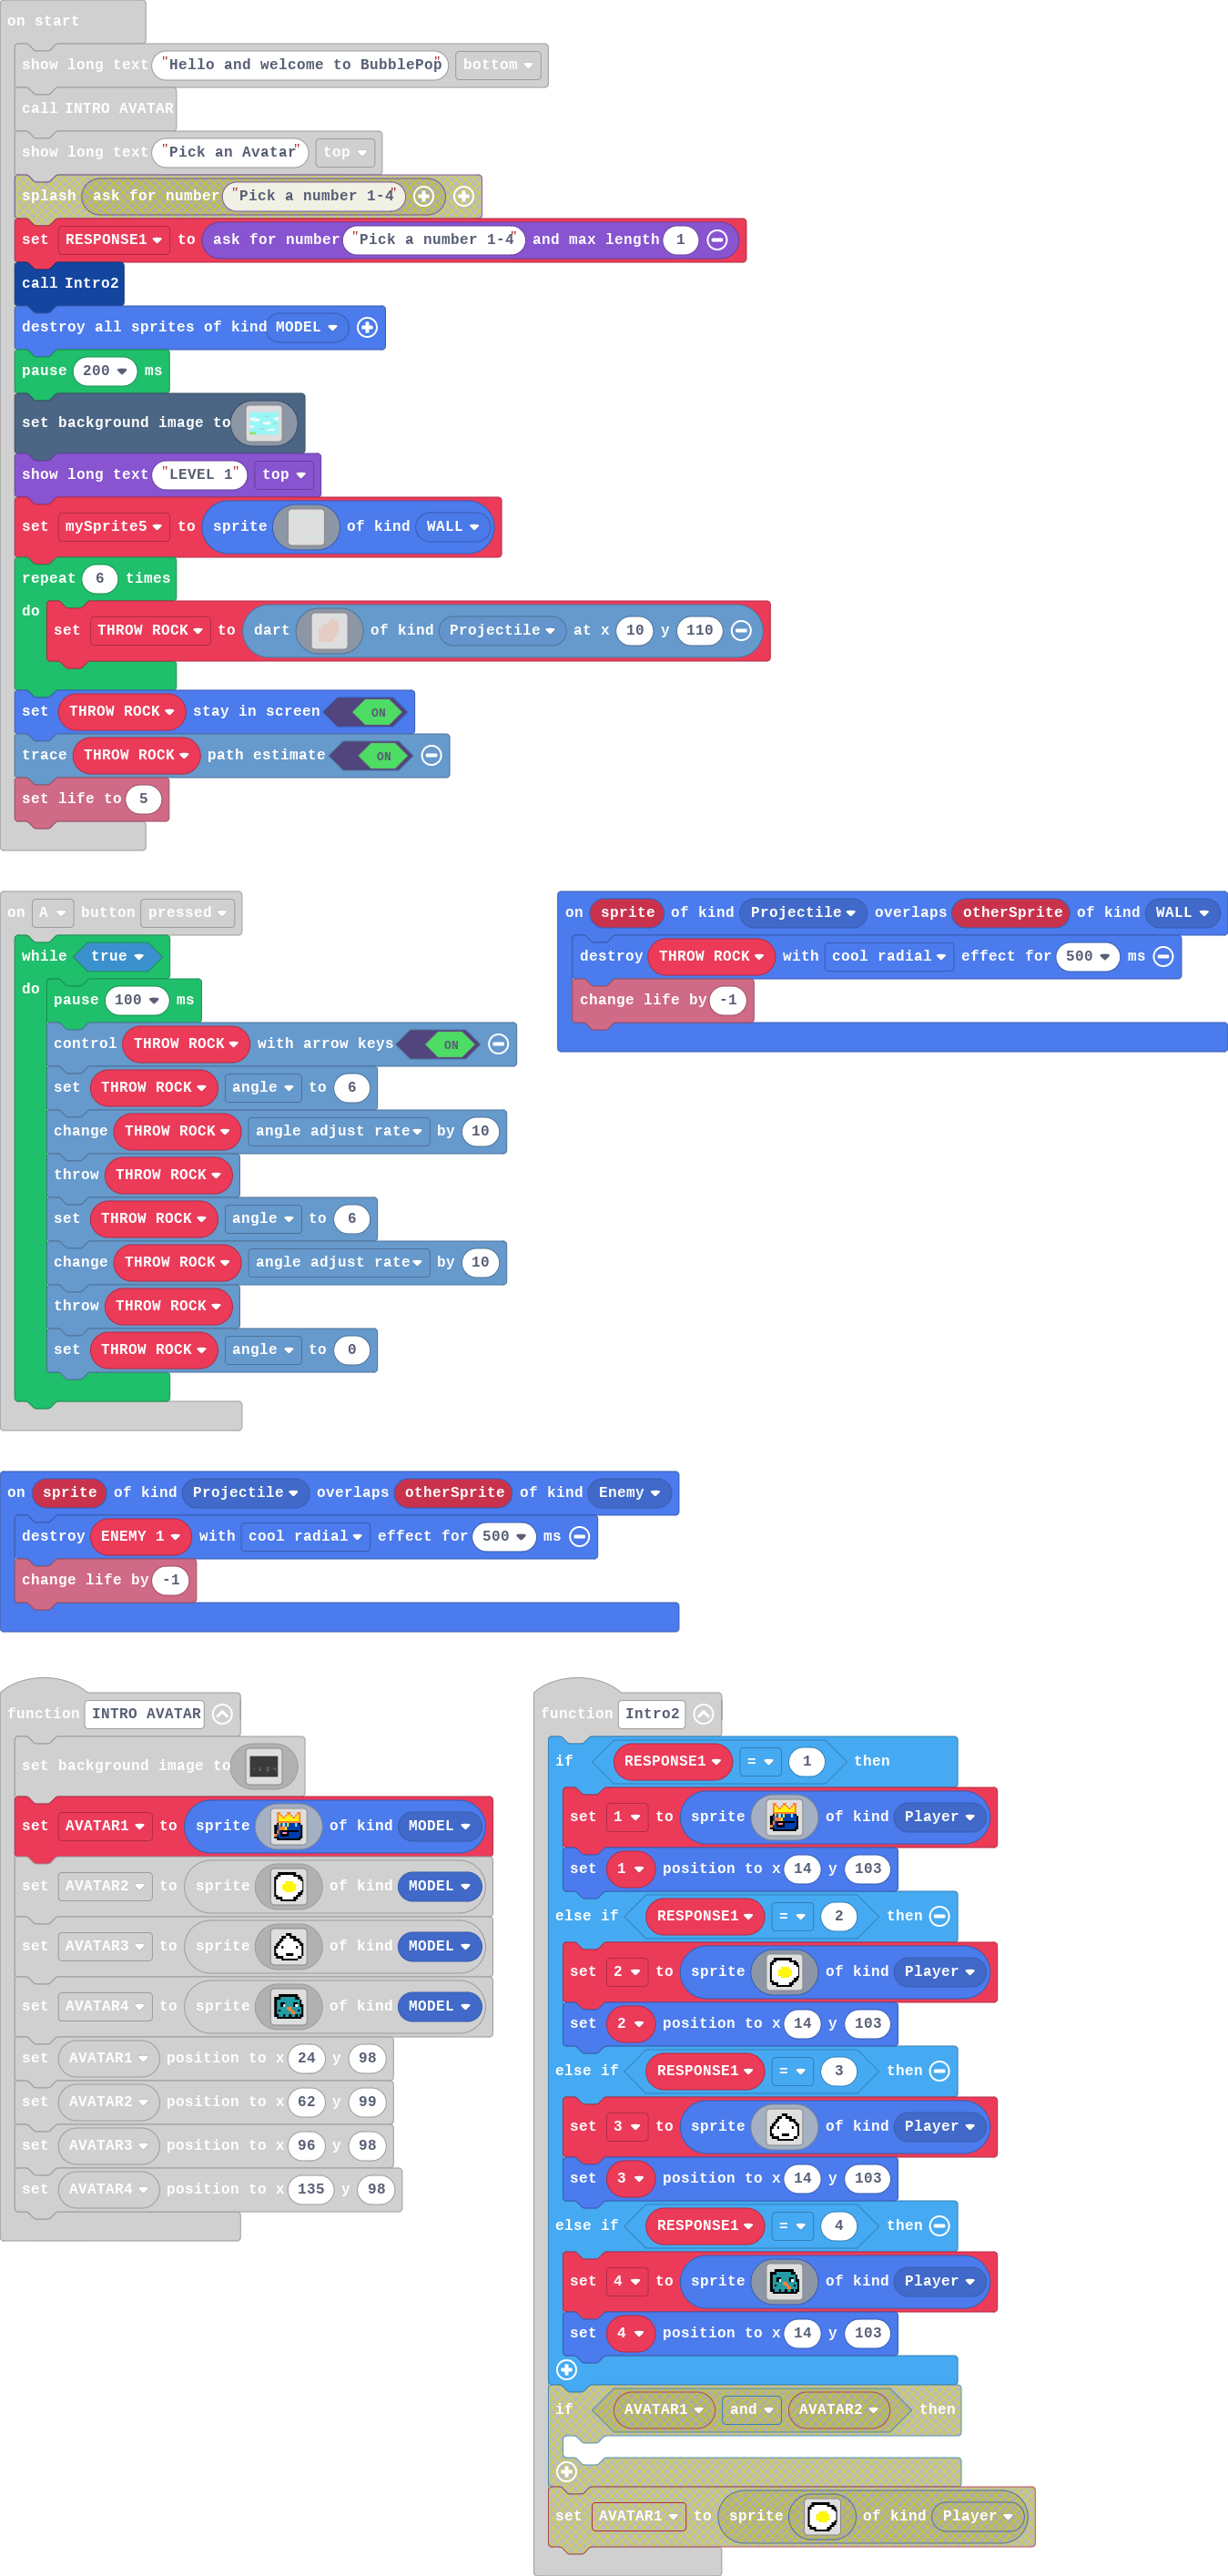 on start
show long text "Hello and welcome to BubblePop" bottom
call INTRO AVATAR
show long text "Pick an Avatar" top
splash ask for number "Pick a number 1-4"
set RESPONSE1 to ask for number "Pick a number 1-4" and max length 1
call Intro2
destroy all sprites of kind MODEL
pause 200 ms
set background image to
show long text "LEVEL 1" top
set mySprite5 to sprite of kind WALL
repeat 6 times
do
set THROW ROCK to dart of kind Projectile at x 10 y 110
set THROW ROCK stay in screen ON
trace THROW ROCK path estimate ON
set life to 5
on A button pressed
while true
do
pause 100 ms
control THROW ROCK with arrow keys ON
set THROW ROCK angle to 6
change THROW ROCK angle adjust rate by 10
throw THROW ROCK
set THROW ROCK angle to 6
change THROW ROCK angle adjust rate by 10
throw THROW ROCK
set THROW ROCK angle to 0
on sprite of kind Projectile overlaps otherSprite of kind WALL
destroy THROW ROCK with cool radial effect for 500 ms
change life by -1
on sprite of kind Projectile overlaps otherSprite of kind Enemy
destroy ENEMY 1 with cool radial effect for 500 ms
change life by -1
function INTRO AVATAR
set background image to
set AVATAR1 to sprite of kind MODEL
set AVATAR2 to sprite of kind MODEL
set AVATAR3 to sprite of kind MODEL
set AVATAR4 to sprite of kind MODEL
set AVATAR1 position to x 24 y 98
set AVATAR2 position to x 62 y 99
set AVATAR3 position to x 96 y 98
set AVATAR4 position to x 135 y 98
function Intro2
if RESPONSE1 = 1 then
set 1 to sprite of kind Player
set 1 position to x 14 y 103
else if RESPONSE1 = 2 then
set 2 to sprite of kind Player
set 2 position to x 14 y 103
else if RESPONSE1 = 3 then
set 3 to sprite of kind Player
set 3 position to x 14 y 103
else if RESPONSE1 = 4 then
set 4 to sprite of kind Player
set 4 position to x 14 y 103
if AVATAR1 and AVATAR2 then
set AVATAR1 to sprite of kind Player